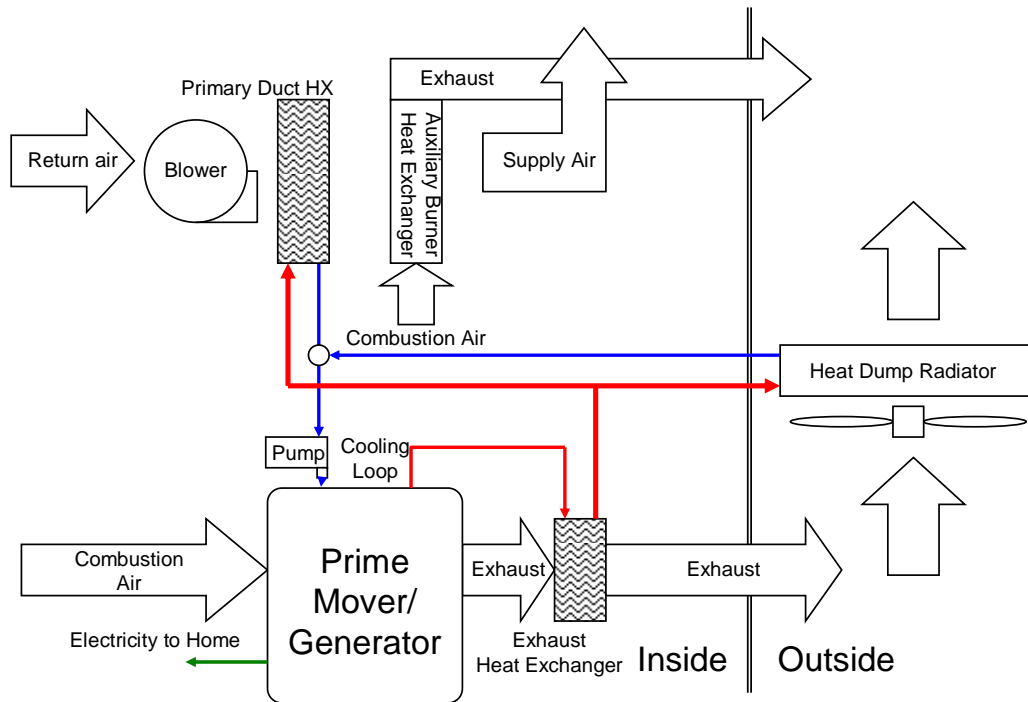 Exhaust
Primary Duct HX
Auxiliary Burner
Heat Exchanger
Return air
Blower
Supply Air
Combustion Air
Heat Dump Radiator
Pump
Cooling
Loop
Combustion
Air
Prime
Mover/
Generator
Exhaust
Exhaust
Electricity to Home
Exhaust
Heat Exchanger
Inside
Outside